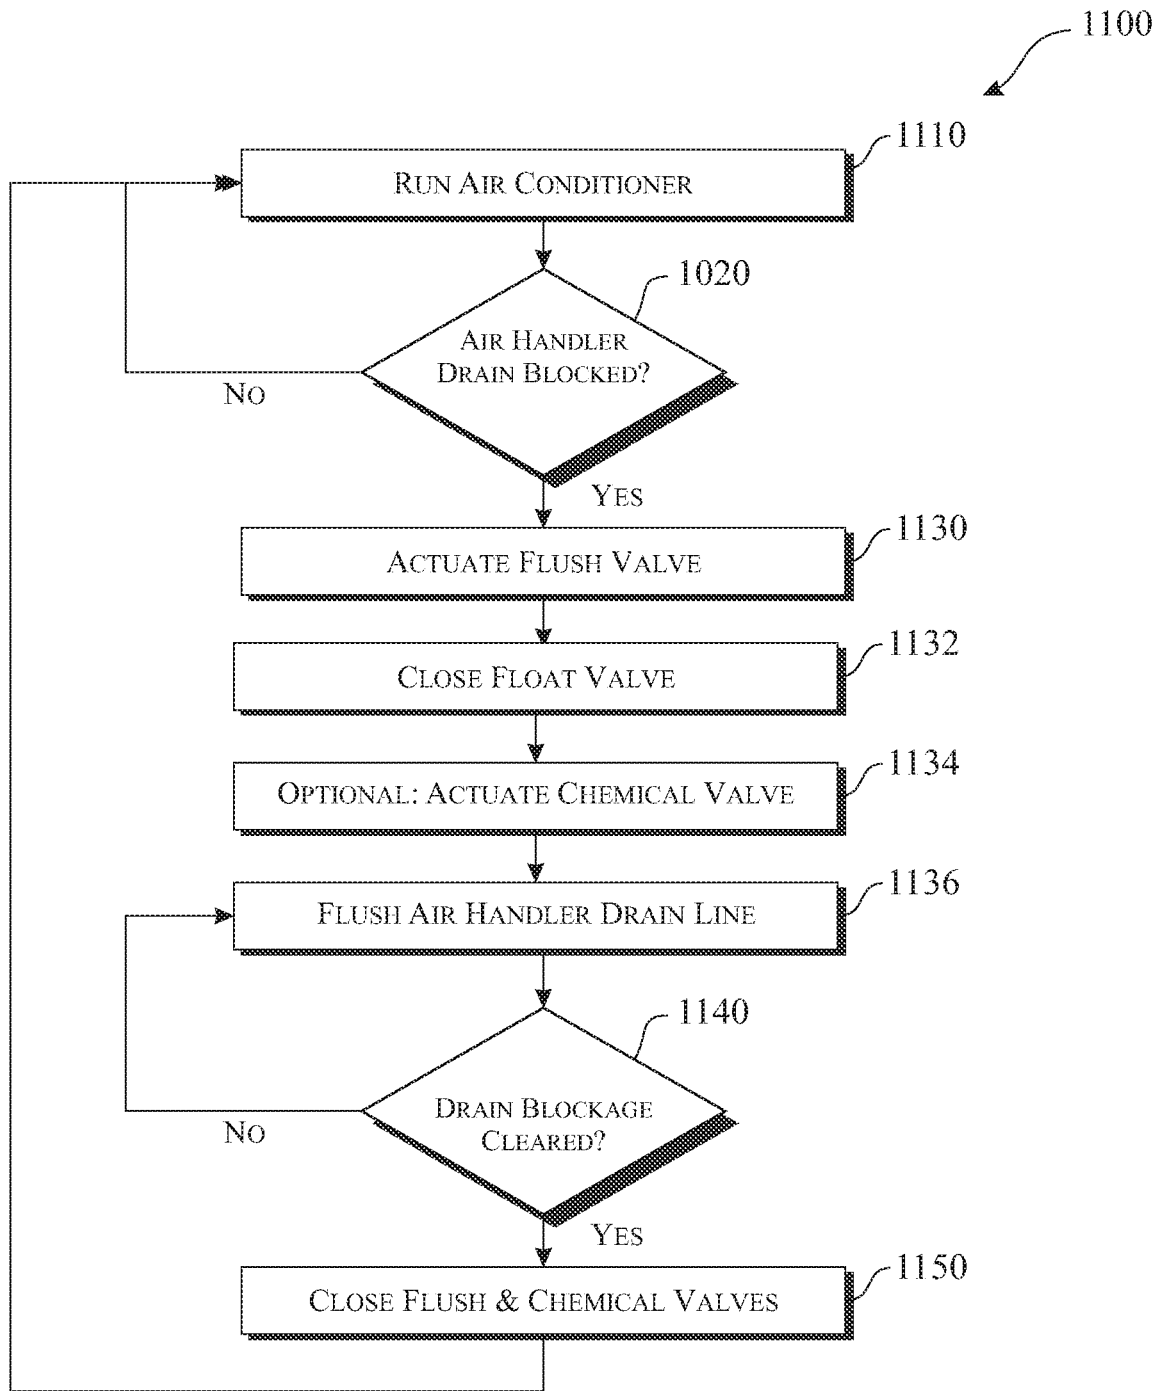 1100
1110
RUN AIR CONDITIONER
1020
AIR HANDLER
DRAIN BLOCKED?
NO
YES
1130
ACTUATE FLUSH VALVE
1132
CLOSE FLOAT VALVE
1134
OPTIONAL: ACTUATE CHEMICAL VALVE
1136
FLUSH AIR HANDLER DRAIN LINE
1140
DRAIN BLOCKAGE
CLEARED?
NO
YES
1150
CLOSE FLUSH & CHEMICAL VALVES